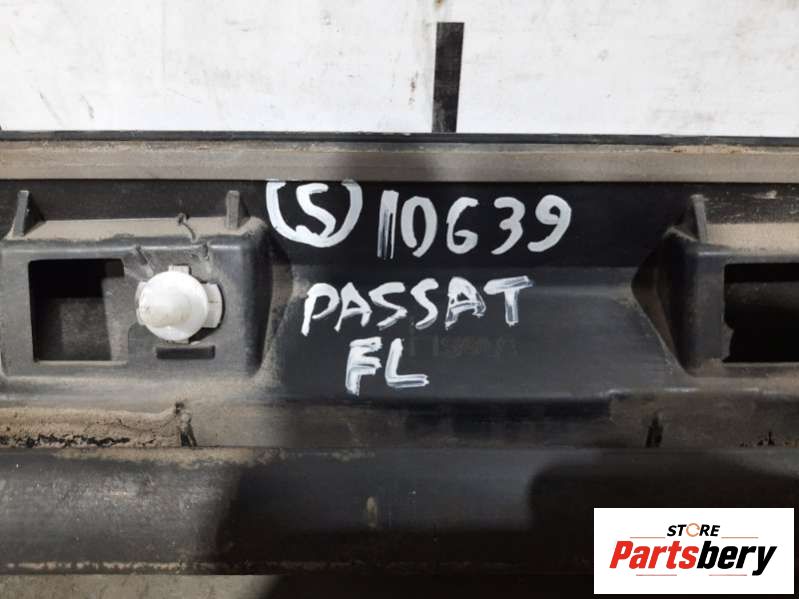 (S) 10639
PASSAT
FL
STORE
Partsbery